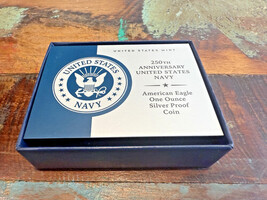 UNITED STATES MINT
UNITED STATES
NAVY
250TH
ANNIVERSARY
UNITED STATES
NAVY
American Eagle
One Ounce
Silver Proof
Coin